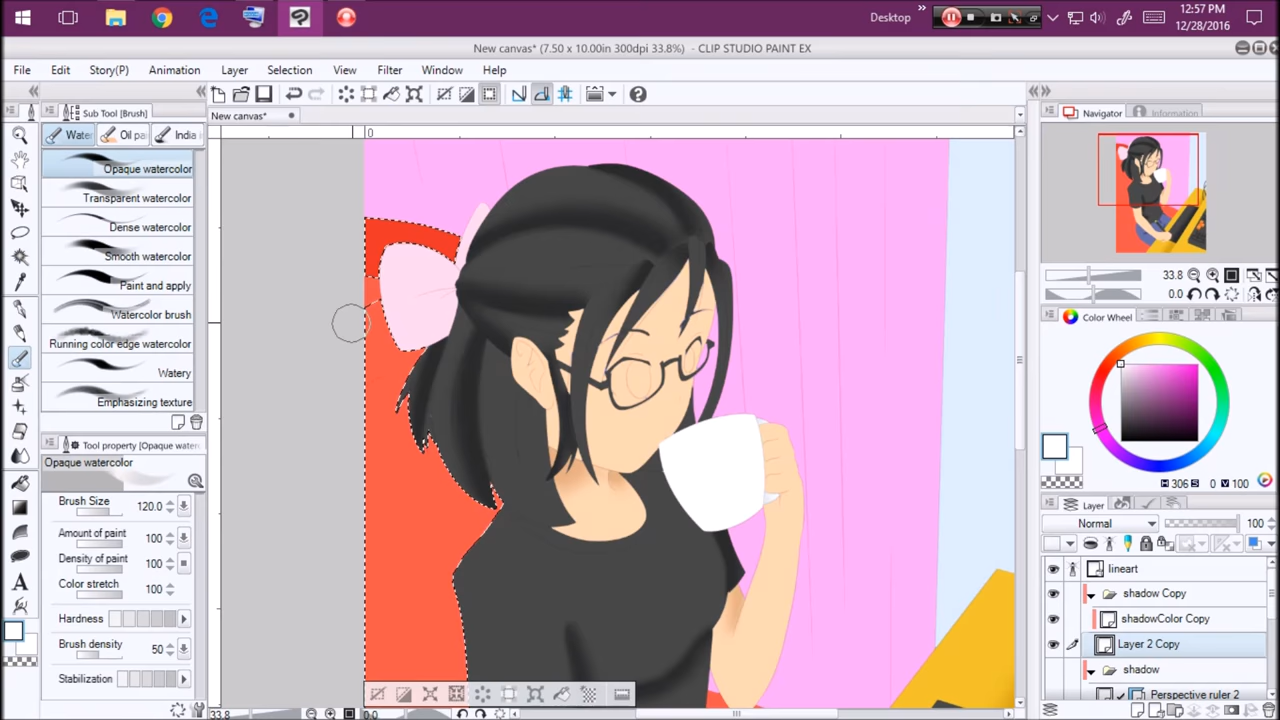 12:57 PM
Desktop
12/28/2016
New canvas* (7.50 x 10.00in 300dpi 33.8%) - CLIP STUDIO PAINT EX
File Edit Story(P) Animation Layer Selection View Filter Window Help
Sub Tool [Brush]
New canvas*
Navigator
Information
Oil
India
0
Opaque watercolor
Transparent watercolor
Dense watercolor
Smooth watercolor
Paint and apply
Watercolor brush
Running color edge watercolor
Watery
Emphasizing texture
33.8
0.0
Color Wheel
Tool property [Opaque
Opaque watercolor
Brush Size 120.0
Amount of paint 100
Density of paint 100
Color stretch 100
Hardness
Brush density 50
Stabilization
H 306 S 0 V 100
Layer
Normal 100
lineart
shadow Copy
shadowColor Copy
Layer 2 Copy
shadow
Perspective ruler 2
33.8
0.0